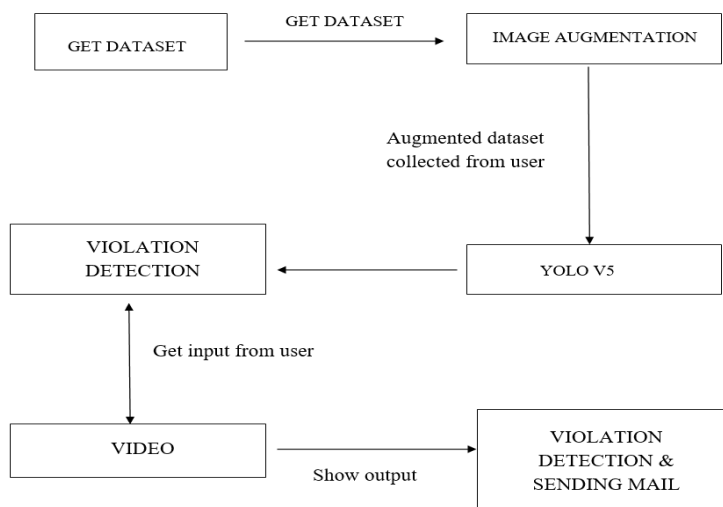 GET DATASET
GET DATASET
IMAGE AUGMENTATION
Augmented dataset
collected from user
VIOLATION
DETECTION
YOLO V5
Get input from user
VIDEO
Show output
VIOLATION
DETECTION &
SENDING MAIL